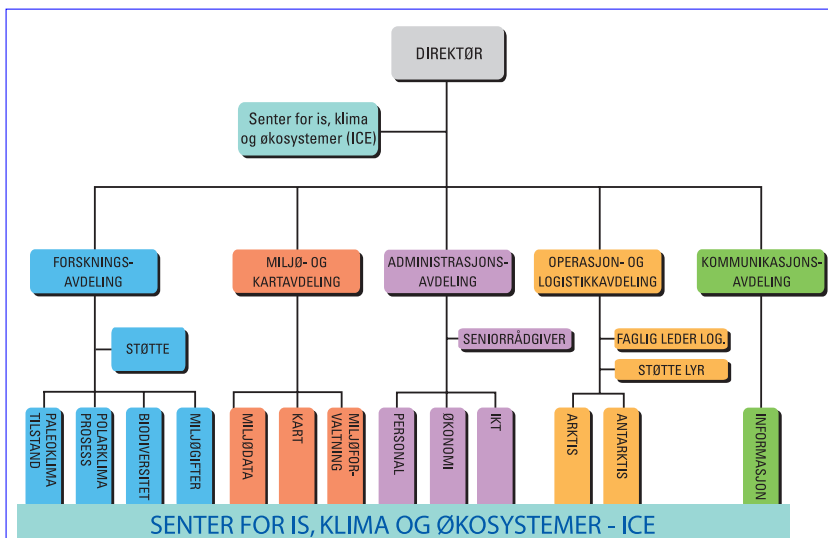 DIREKTØR
Senter for is, klima
og økosystemer (ICE)
FORSKNINGS-
AVDELING
MILJØ- OG
KARTAVDELING
ADMINISTRASJONS-
AVDELING
OPERASJON- OG
LOGISTIKKAVDELING
KOMMUNIKASJONS-
AVDELING
STØTTE
SENIORRÅDGIVER
FAGLIG LEDER LOG.
STØTTE LYR
PALEOKLIMA
TILSTAND
POLARKLIMA
PROSESS
BIODIVERSITET
MILJØGIFTER
MILJØDATA
KART
MILJØFOR-
VALTNING
PERSONAL
ØKONOMI
IKT
ARKTIS
ANTARKTIS
INFORMASJON
SENTER FOR IS, KLIMA OG ØKOSYSTEMER - ICE